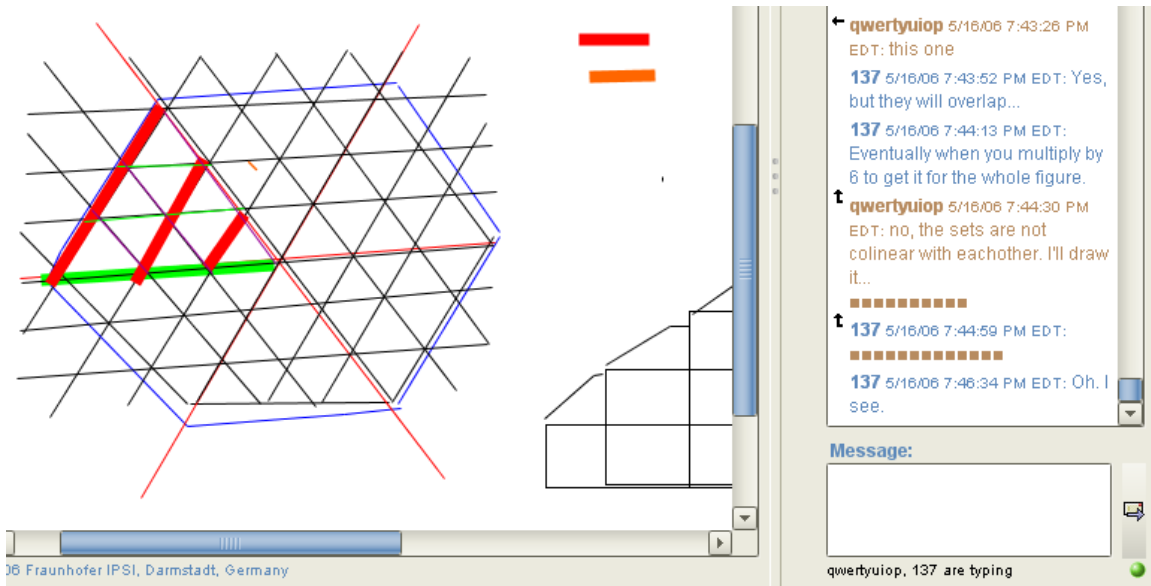 qwertyuiop 5/16/06 7:43:26 PM
EDT: this one
137 5/16/06 7:43:52 PM EDT: Yes,
but they will overlap...
137 5/16/06 7:44:13 PM EDT:
Eventually when you multiply by
6 to get it for the whole figure.
qwertyuiop 5/16/06 7:44:30 PM
EDT: no, the sets are not
colinear with eachother. I'll draw
it...
137 5/16/06 7:44:59 PM EDT:
137 5/16/06 7:46:34 PM EDT: Oh. I
see.
Message:
06 Fraunhofer IPSI, Darmstadt, Germany
qwertyuiop, 137 are typing